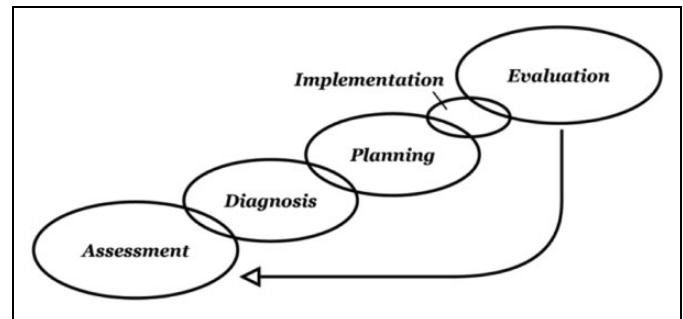 Implementation
Evaluation
Planning
Diagnosis
Assessment